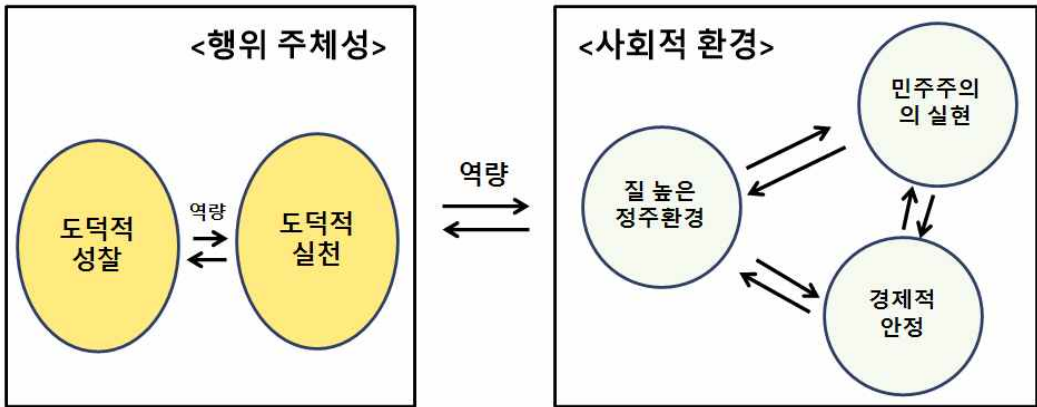 <행위 주체성>
도덕적
성찰
역량
도덕적
실천
역량
<사회적 환경>
질 높은
정주환경
민주주의
의 실현
경제적
안정